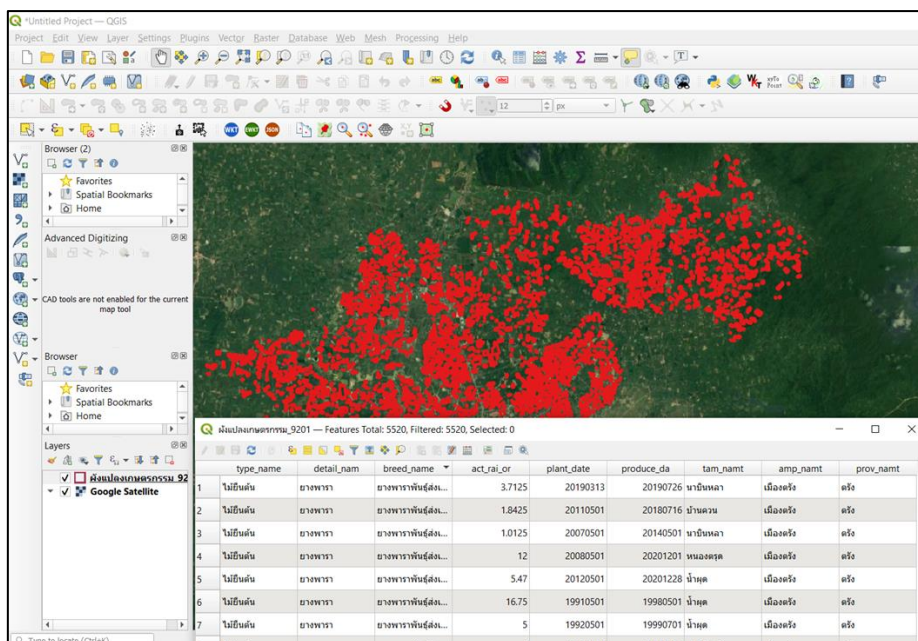 *Untitled Project — QGIS
Project Edit View Layer Settings Plugins Vector Raster Database Web Mesh Processing Help
12 px
WKT EWKT JSON
Browser (2)
Favorites
Spatial Bookmarks
Home
Advanced Digitizing
CAD tools are not enabled for the current
map tool
Browser
Favorites
Spatial Bookmarks
Home
Layers
ผังแปลงเกษตรกรรม_92
Google Satellite
ผังแปลงเกษตรกรรม_9201 — Features Total: 5520, Filtered: 5520, Selected: 0
type_name detail_nam breed_name act_rai_or plant_date produce_da tam_namt amp_namt prov_namt
1 ไม้ยืนต้น ยางพารา ยางพาราพันธุ์ส่งเ... 3.7125 20190313 20190726 นาบินหลา เมืองตรัง ตรัง
2 ไม้ยืนต้น ยางพารา ยางพาราพันธุ์ส่งเ... 1.8425 20110501 20180716 บ้านควน เมืองตรัง ตรัง
3 ไม้ยืนต้น ยางพารา ยางพาราพันธุ์ส่งเ... 1.0125 20070501 20140501 นาบินหลา เมืองตรัง ตรัง
4 ไม้ยืนต้น ยางพารา ยางพาราพันธุ์ส่งเ... 12 20080501 20201201 หนองตรุด เมืองตรัง ตรัง
5 ไม้ยืนต้น ยางพารา ยางพาราพันธุ์ส่งเ... 5.47 20120501 20201228 น้ำผุด เมืองตรัง ตรัง
6 ไม้ยืนต้น ยางพารา ยางพาราพันธุ์ส่งเ... 16.75 19910501 19980501 น้ำผุด เมืองตรัง ตรัง
7 ไม้ยืนต้น ยางพารา ยางพาราพันธุ์ส่งเ... 5 19920501 19990701 น้ำผุด เมืองตรัง ตรัง
Type to locate (Ctrl+K)